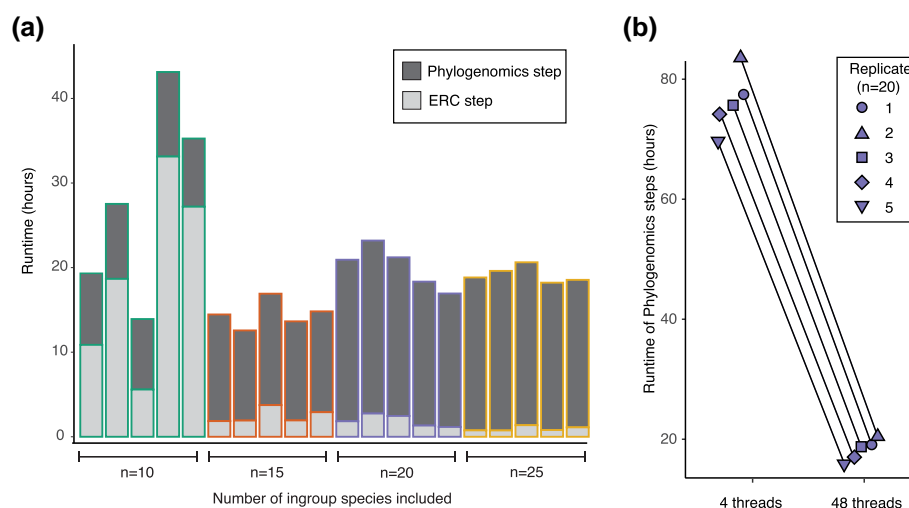 (a)
Runtime (hours)
40
30
20
10
0
Phylogenomics step
ERC step
n=10
n=15
n=20
n=25
Number of ingroup species included
(b)
Runtime of Phylogenomics steps (hours)
80
60
40
20
Replicate
(n=20)
1
2
3
4
5
4 threads
48 threads